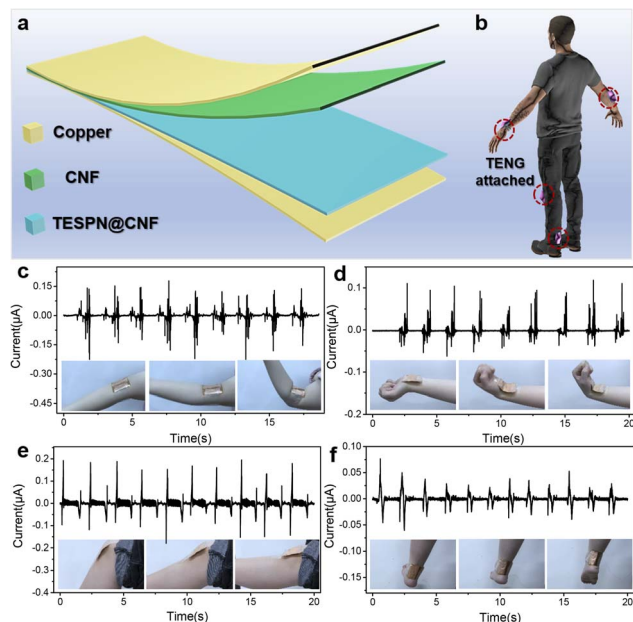 a
Copper
CNF
TESPN@CNF
b
TENG
attached
c
Current(μA)
0.15
0.00
-0.15
-0.30
-0.45
0 5 10 15
Time(s)
d
Current(μA)
0.1
0.0
-0.1
-0.2
0 5 10 15 20
Time(s)
e
Current(μA)
0.2
0.1
0.0
-0.1
-0.2
-0.3
-0.4
0 5 10 15 20
Time(s)
f
Current(μA)
0.10
0.05
0.00
-0.05
-0.10
-0.15
0 5 10 15 20
Time(s)